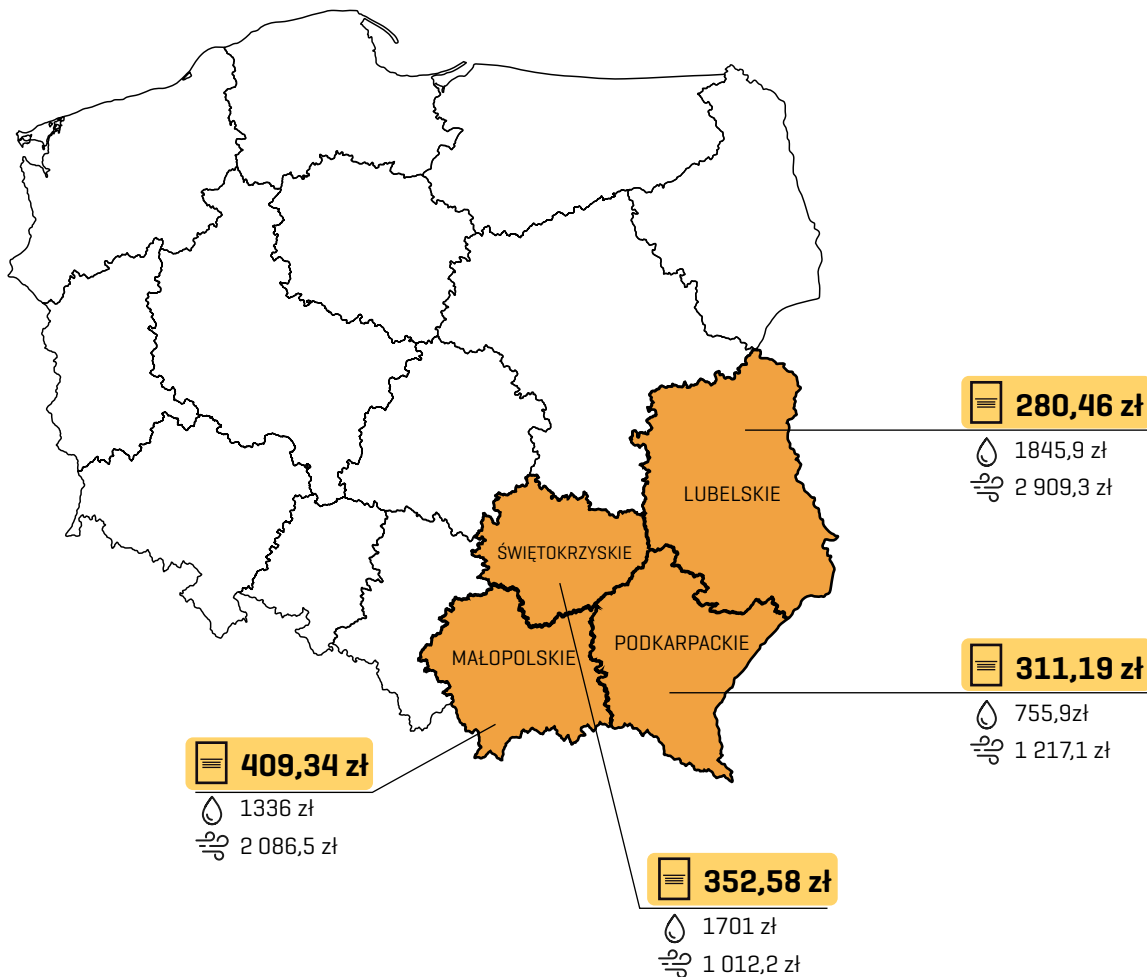 280,46 zł
1845,9 zł
2 909,3 zł
LUBELSKIE
ŚWIĘTOKRZYSKIE
PODKARPACKIE
MAŁOPOLSKIE
311,19 zł
755,9zł
1 217,1 zł
409,34 zł
1336 zł
2 086,5 zł
352,58 zł
1701 zł
1 012,2 zł